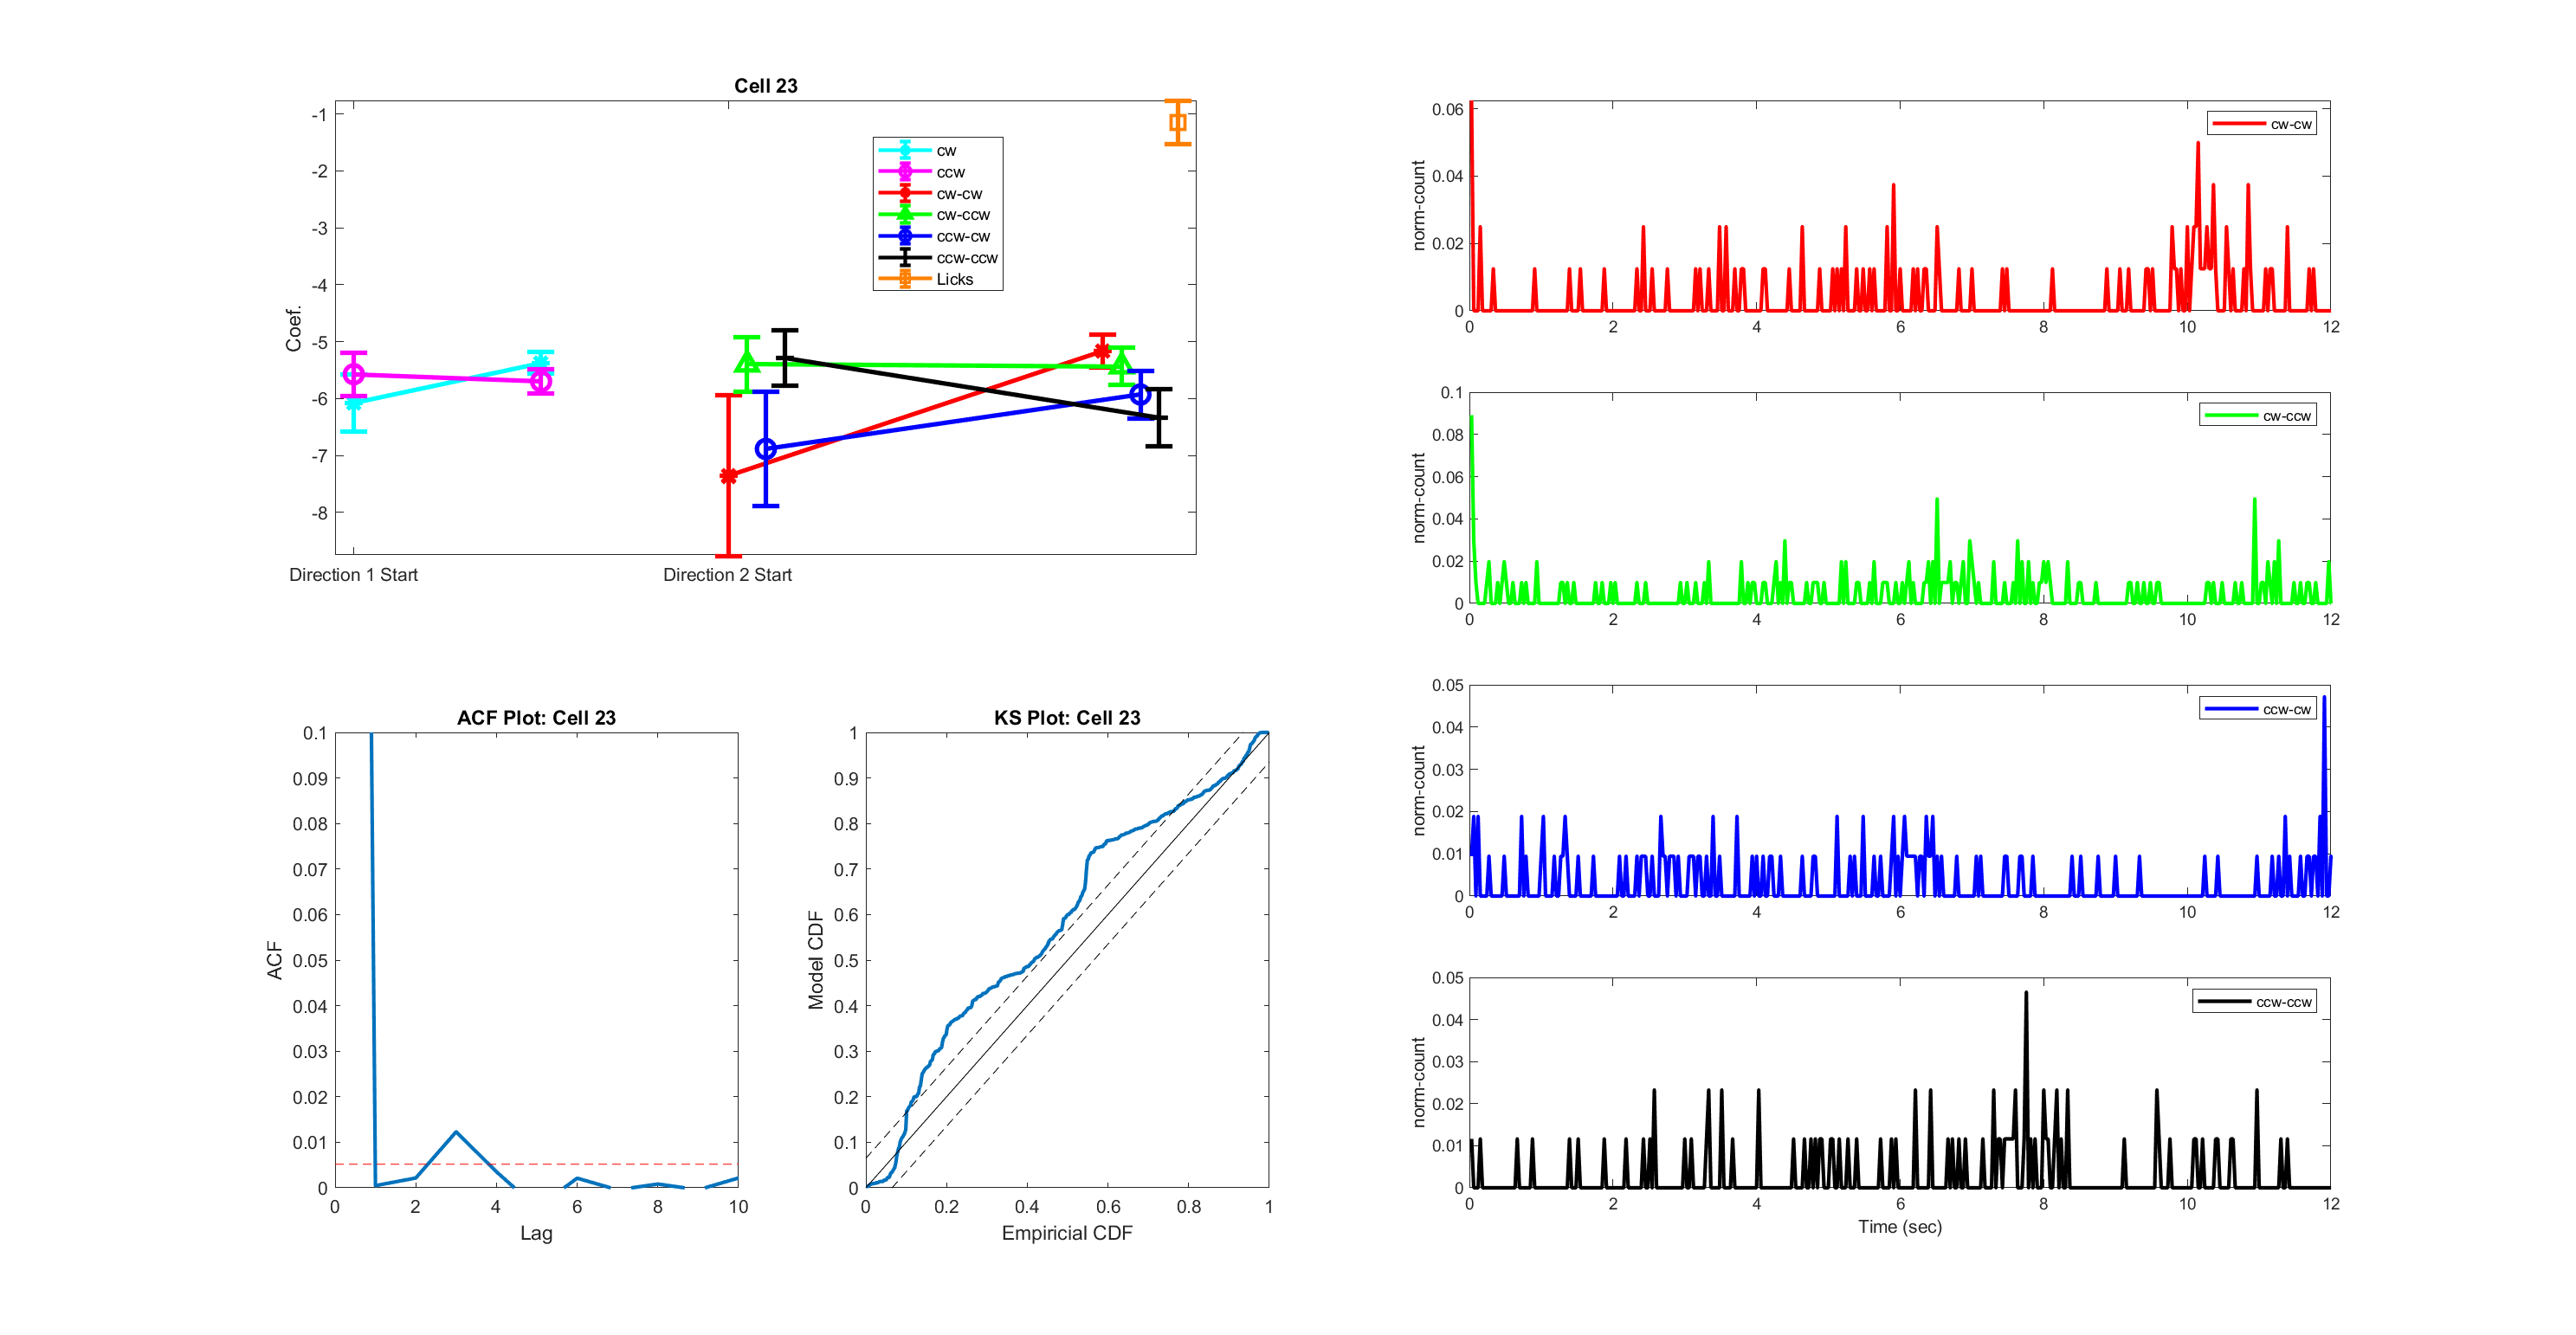 Cell 23
-1
-2
-3
-4
-5
-6
-7
-8
Coef.
cw
ccw
cw-cw
cw-ccw
ccw-cw
ccw-ccw
Licks
Direction 1 Start
Direction 2 Start
ACF Plot: Cell 23
0.1
0.09
0.08
0.07
0.06
0.05
0.04
0.03
0.02
0.01
0
ACF
0 2 4 6 8 10
Lag
KS Plot: Cell 23
1
0.9
0.8
0.7
0.6
0.5
0.4
0.3
0.2
0.1
0
Model CDF
0 0.2 0.4 0.6 0.8 1
Empiricial CDF
0.06
0.04
0.02
0
norm-count
cw-cw
0 2 4 6 8 10 12
0.1
0.08
0.06
0.04
0.02
0
norm-count
cw-ccw
0 2 4 6 8 10 12
0.05
0.04
0.03
0.02
0.01
0
norm-count
ccw-cw
0 2 4 6 8 10 12
0.05
0.04
0.03
0.02
0.01
0
norm-count
ccw-ccw
0 2 4 6 8 10 12
Time (sec)